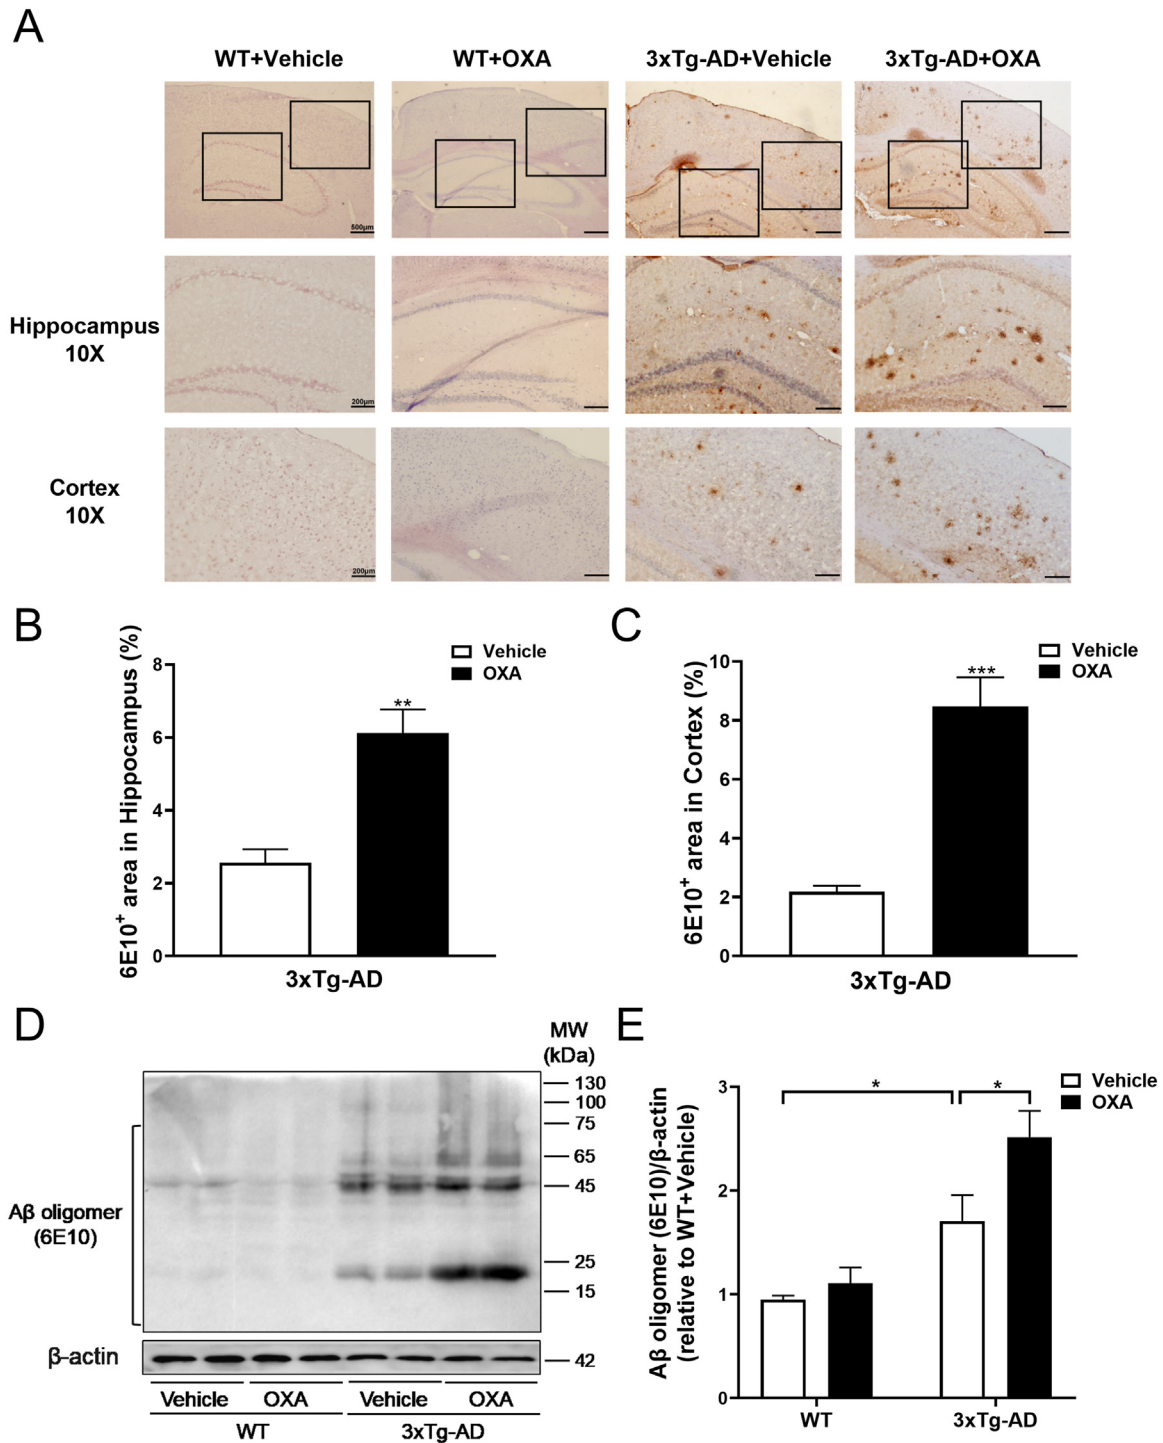 A
WT+Vehicle
WT+OXA
3xTg-AD+Vehicle
3xTg-AD+OXA
500μm
Hippocampus
10X
200μm
Cortex
10X
200μm
B
6E10+ area in Hippocampus (%)
8
6
4
2
0
**
Vehicle
OXA
3xTg-AD
C
6E10+ area in Cortex (%)
10
8
6
4
2
0
***
Vehicle
OXA
3xTg-AD
D
MW
(kDa)
130
100
75
65
45
25
15
Aβ oligomer
(6E10)
β-actin
42
Vehicle
OXA
Vehicle
OXA
WT
3xTg-AD
E
Aβ oligomer (6E10)/β-actin
(relative to WT+Vehicle)
3
2
1
0
*
*
Vehicle
OXA
WT
3xTg-AD